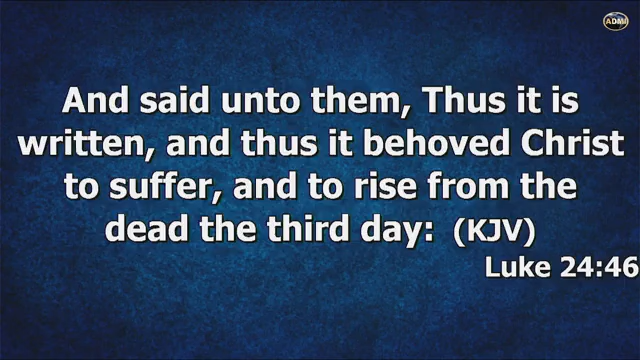 ADMI
And said unto them, Thus it is
written, and thus it behoved Christ
to suffer, and to rise from the
dead the third day: (KJV)
Luke 24:46